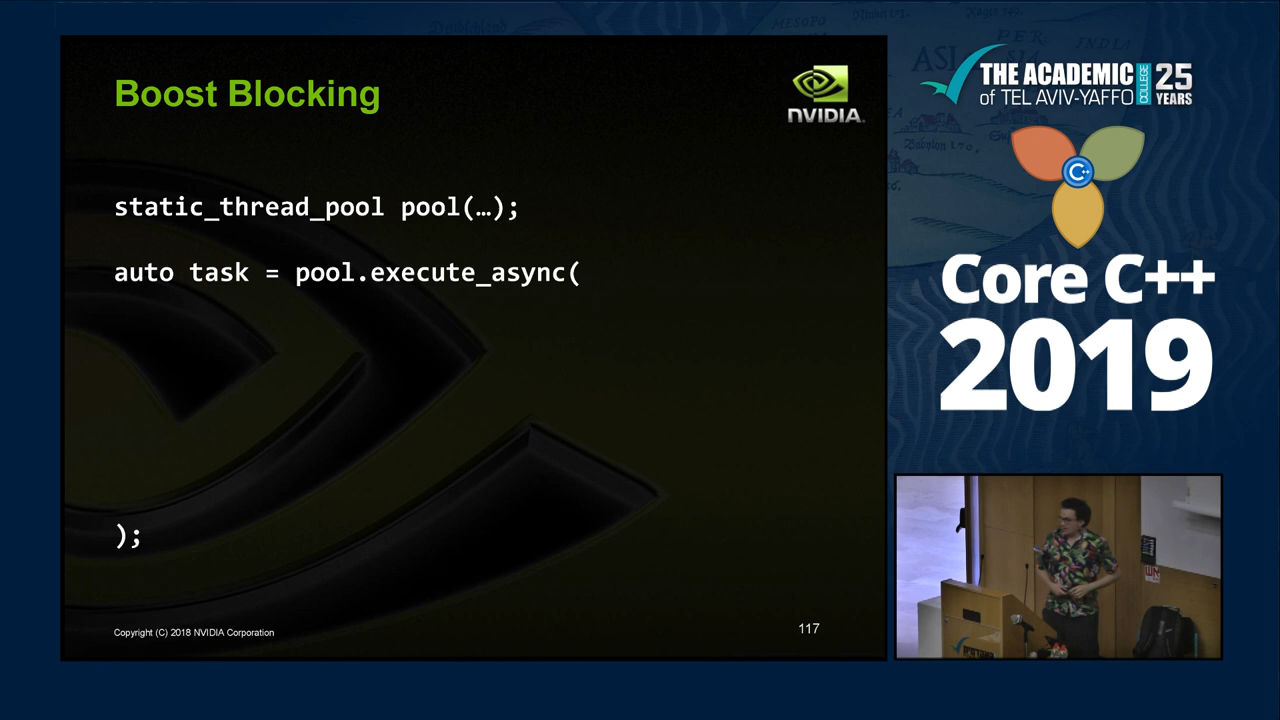 Boost Blocking
NVIDIA.
static_thread_pool pool(…);
auto task = pool.execute_async(
);
Copyright (C) 2018 NVIDIA Corporation
117
THE ACADEMIC
of TEL AVIV-YAFFO
COLLEGE
25
YEARS
C++
Core C++
2019